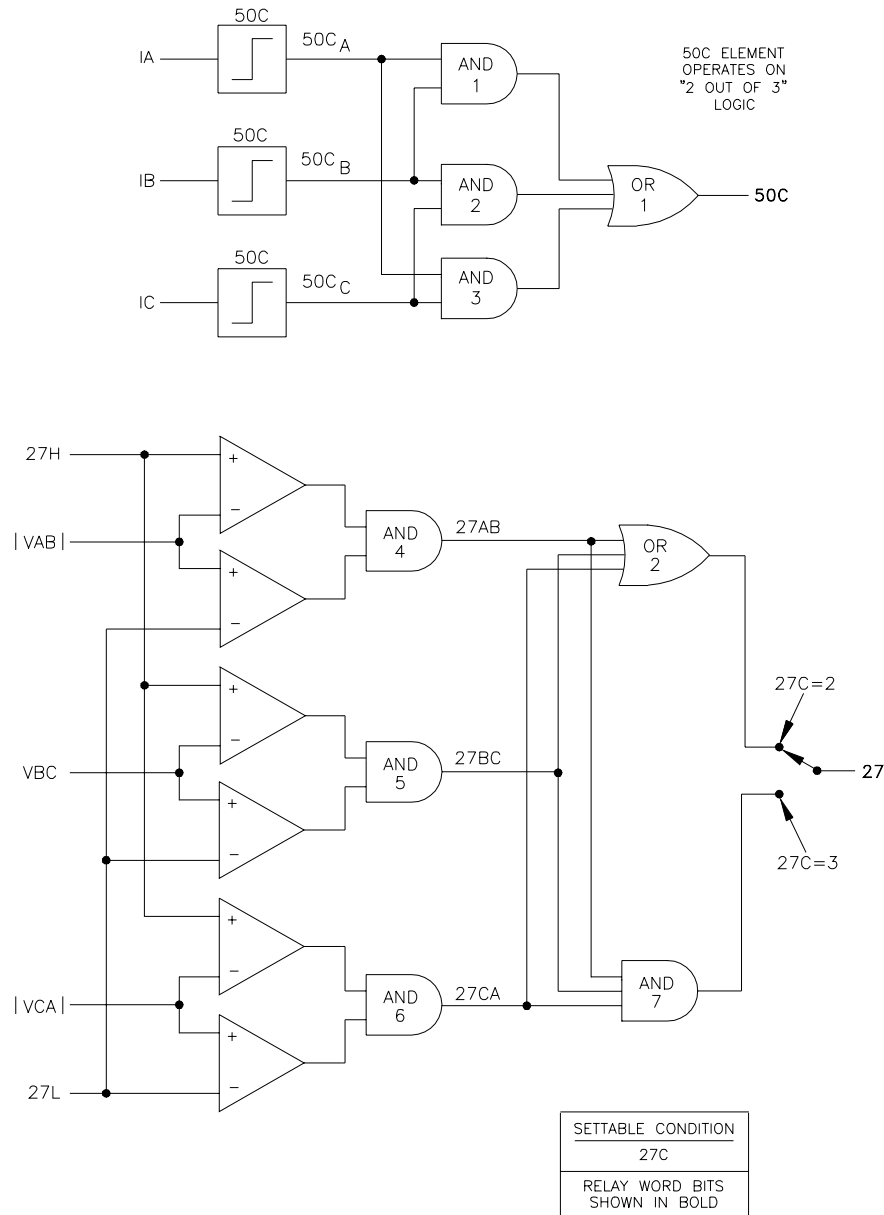 50C
IA
50C A
AND
1
50C ELEMENT
OPERATES ON
"2 OUT OF 3"
LOGIC
50C
IB
50C B
AND
2
OR
1
50C
50C
IC
50C C
AND
3
27H
+
−
|VAB|
+
−
AND
4
27AB
OR
2
+
−
VBC
+
−
AND
5
27BC
27C=2
27
27C=3
+
−
|VCA|
+
−
AND
6
27CA
AND
7
27L
SETTABLE CONDITION
27C
RELAY WORD BITS
SHOWN IN BOLD